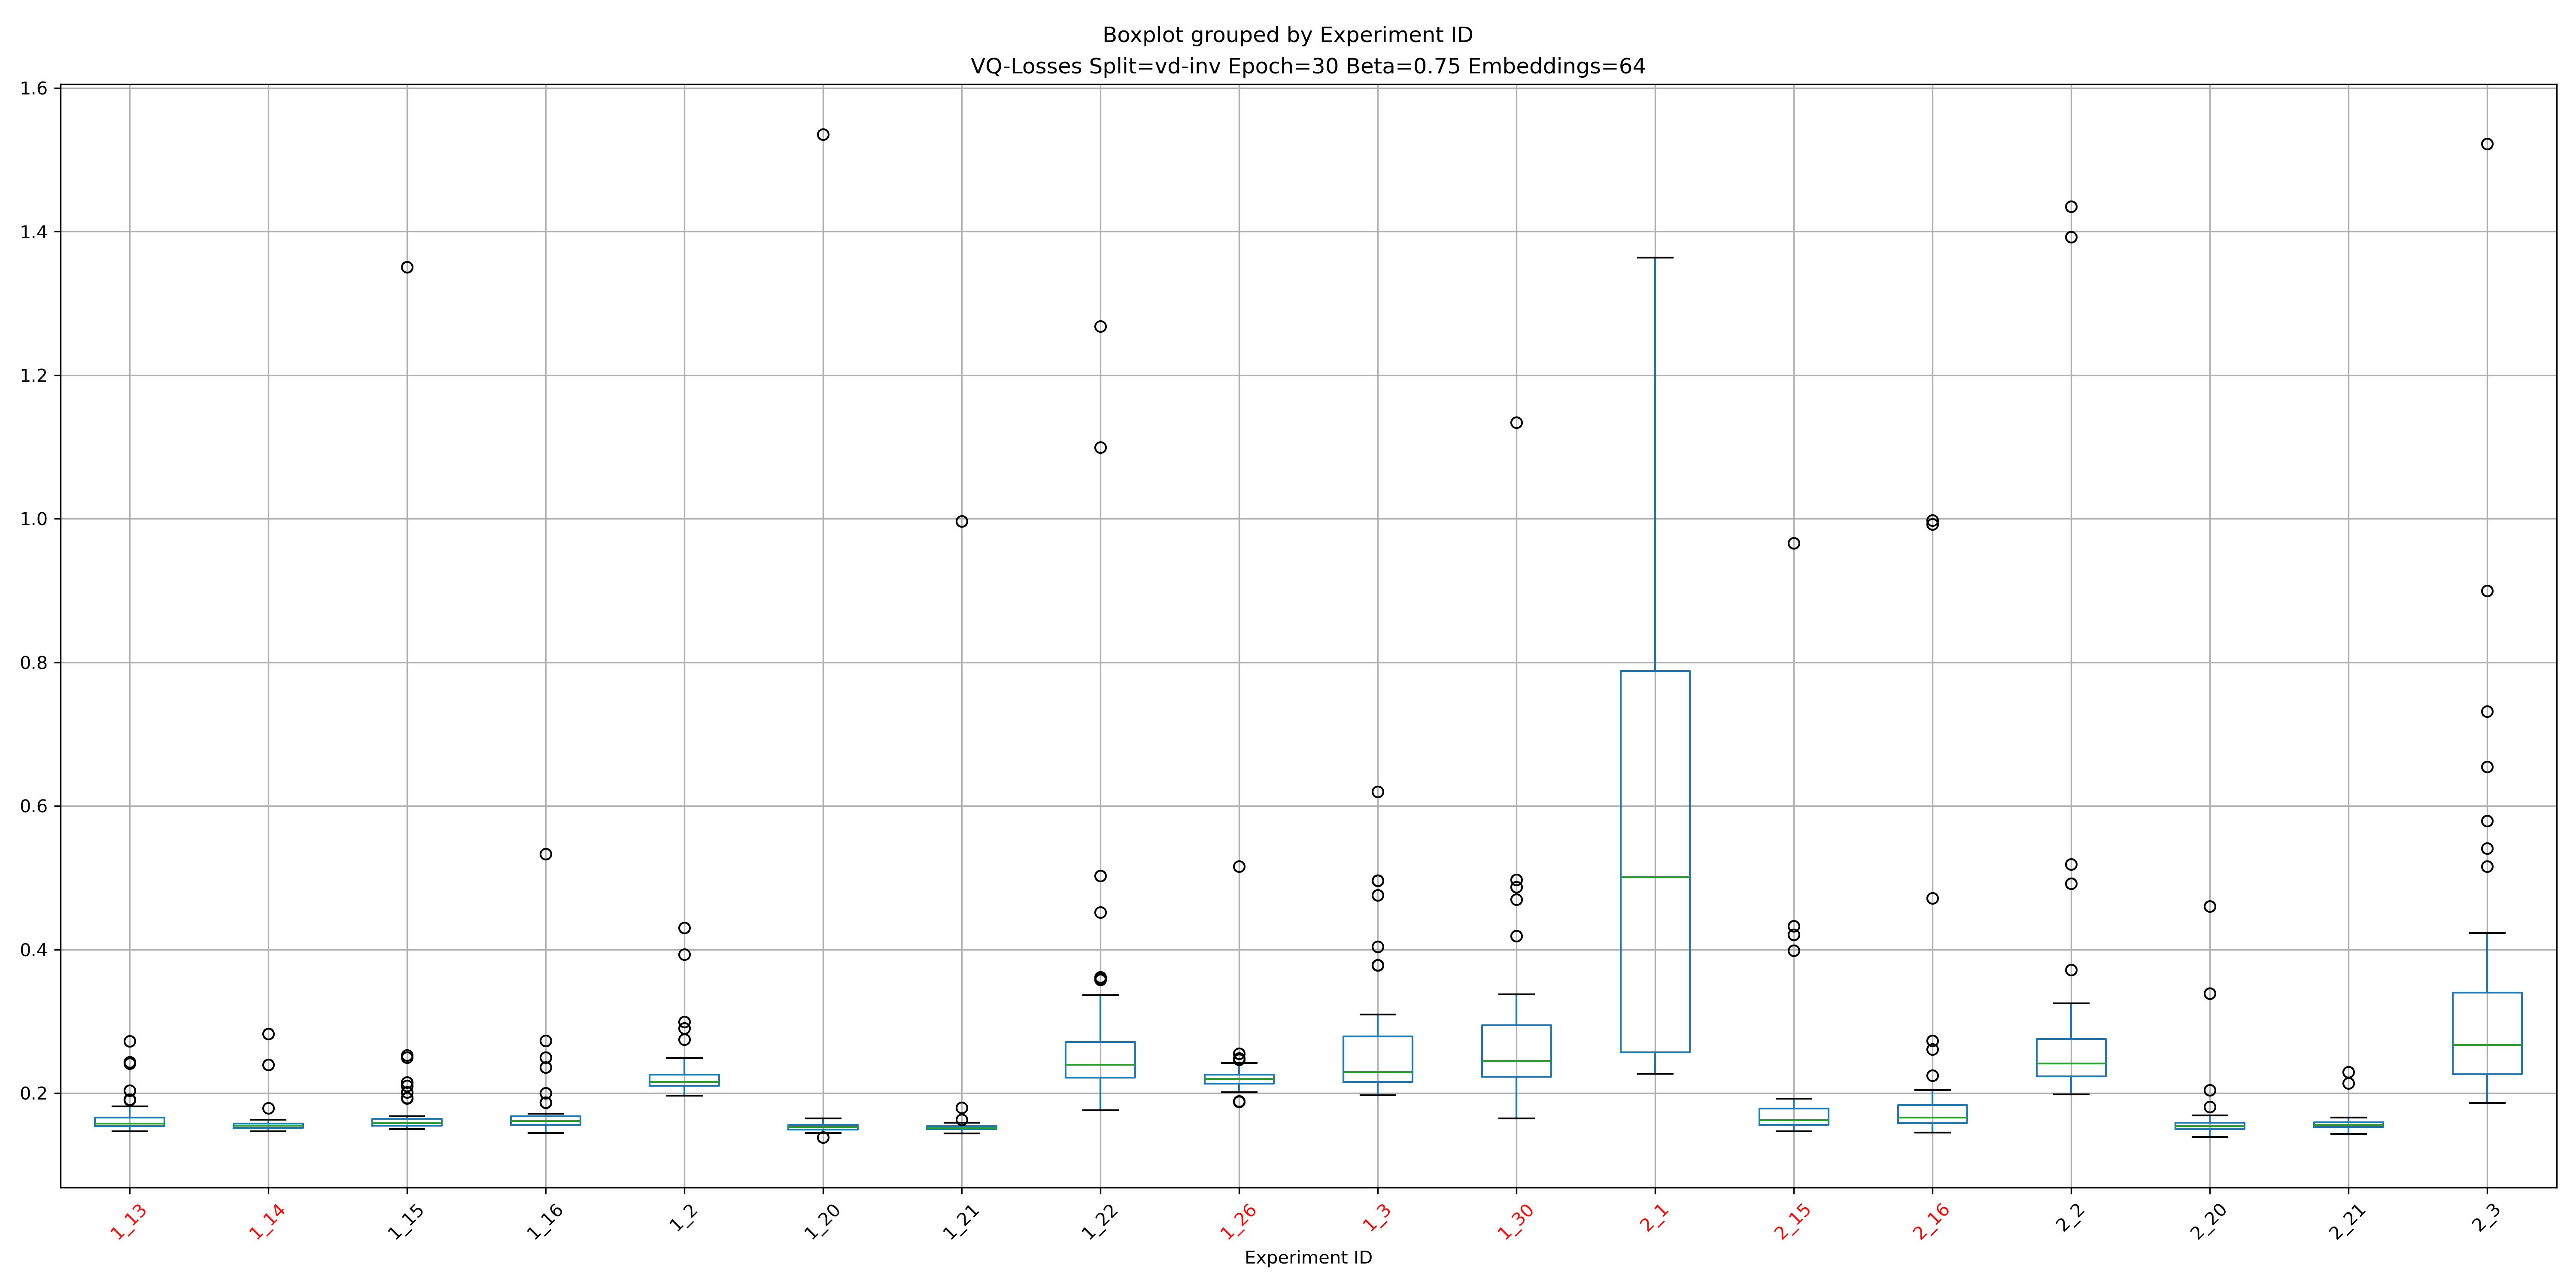 Boxplot grouped by Experiment ID
VQ-Losses Split=vd-inv Epoch=30 Beta=0.75 Embeddings=64
1.6
1.4
1.2
1.0
0.8
0.6
0.4
0.2
1_13 1_14 1_15 1_16 1_2 1_20 1_21 1_22 1_26 1_3 1_30 2_1 2_15 2_16 2_2 2_20 2_21 2_3
Experiment ID